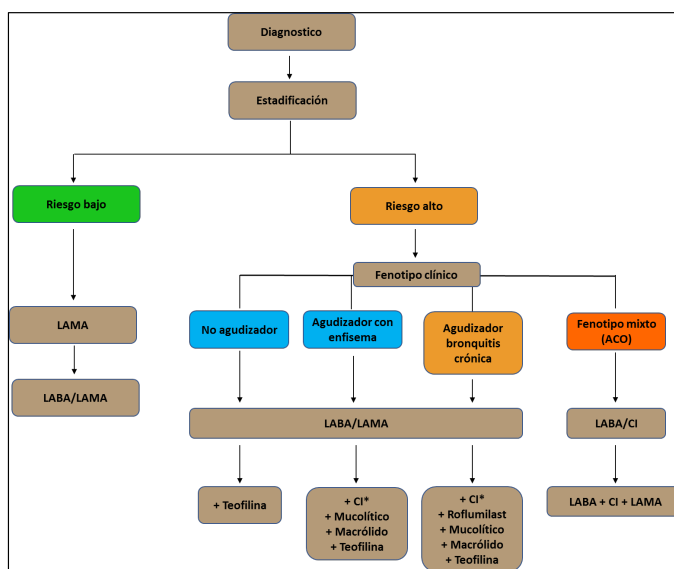 Diagnostico
Estadificación
Riesgo bajo
Riesgo alto
Fenotipo clínico
LAMA
LABA/LAMA
No agudizador
Agudizador con
enfisema
Agudizador
bronquitis
crónica
Fenotipo mixto
(ACO)
LABA/LAMA
LABA/CI
+ Teofilina
+ CI*
+ Mucolítico
+ Macrólido
+ Teofilina
+ CI*
+ Roflumilast
+ Mucolítico
+ Macrólido
+ Teofilina
LABA + CI + LAMA